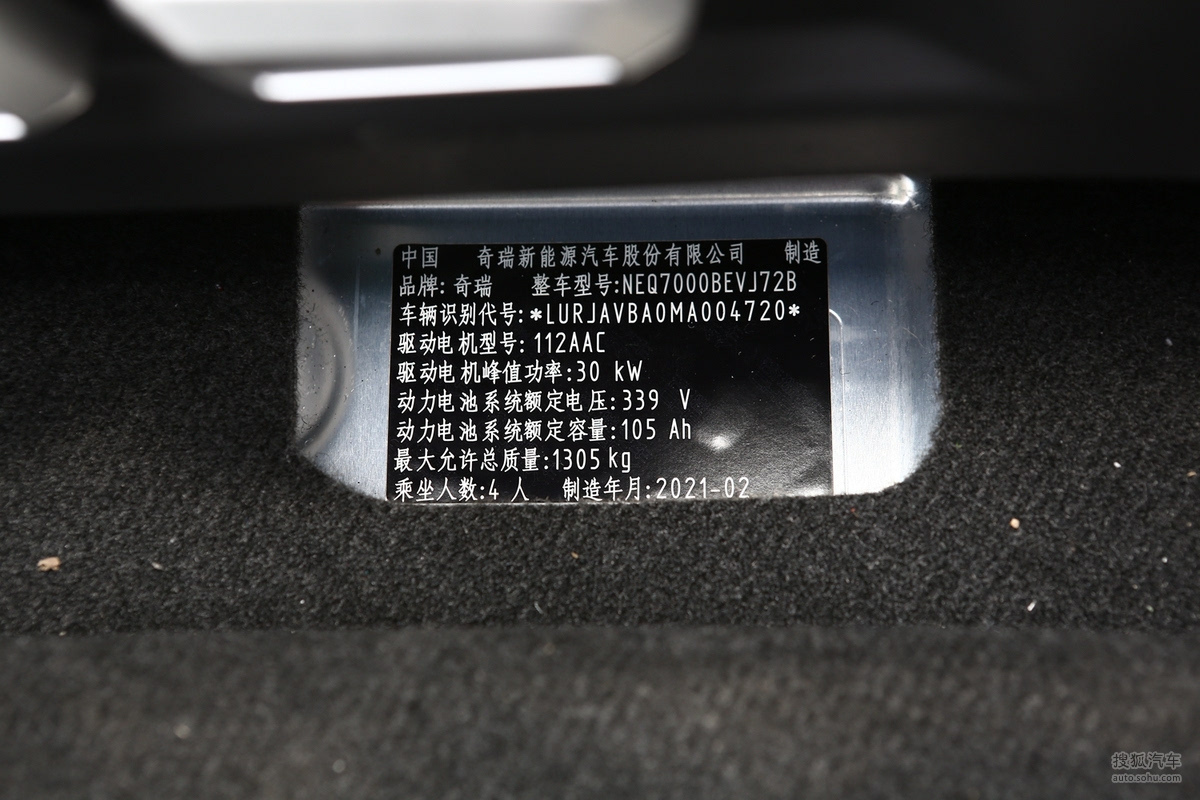 中国 奇瑞新能源汽车股份有限公司 制造
品牌: 奇瑞 整车型号:NEQ7000BEVJ72B
车辆识别代号:*LURJAVBA0MA004720*
驱动电机型号: 112AAC
驱动电机峰值功率:30 kW
动力电池系统额定电压:339 V
动力电池系统额定容量:105 Ah
最大允许总质量:1305kg
乘坐人数:4 人 制造年月:2021-02
搜狐汽车
auto.sohu.com